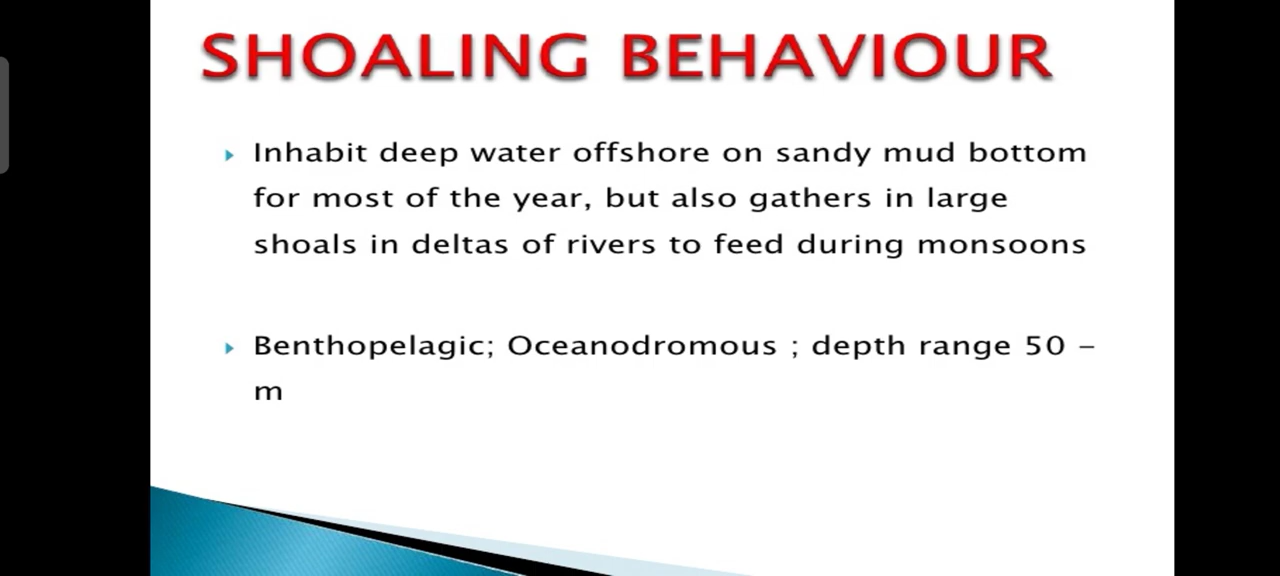 SHOALING BEHAVIOUR
Inhabit deep water offshore on sandy mud bottom
for most of the year, but also gathers in large
shoals in deltas of rivers to feed during monsoons
Benthopelagic; Oceanodromous ; depth range 50 –
m